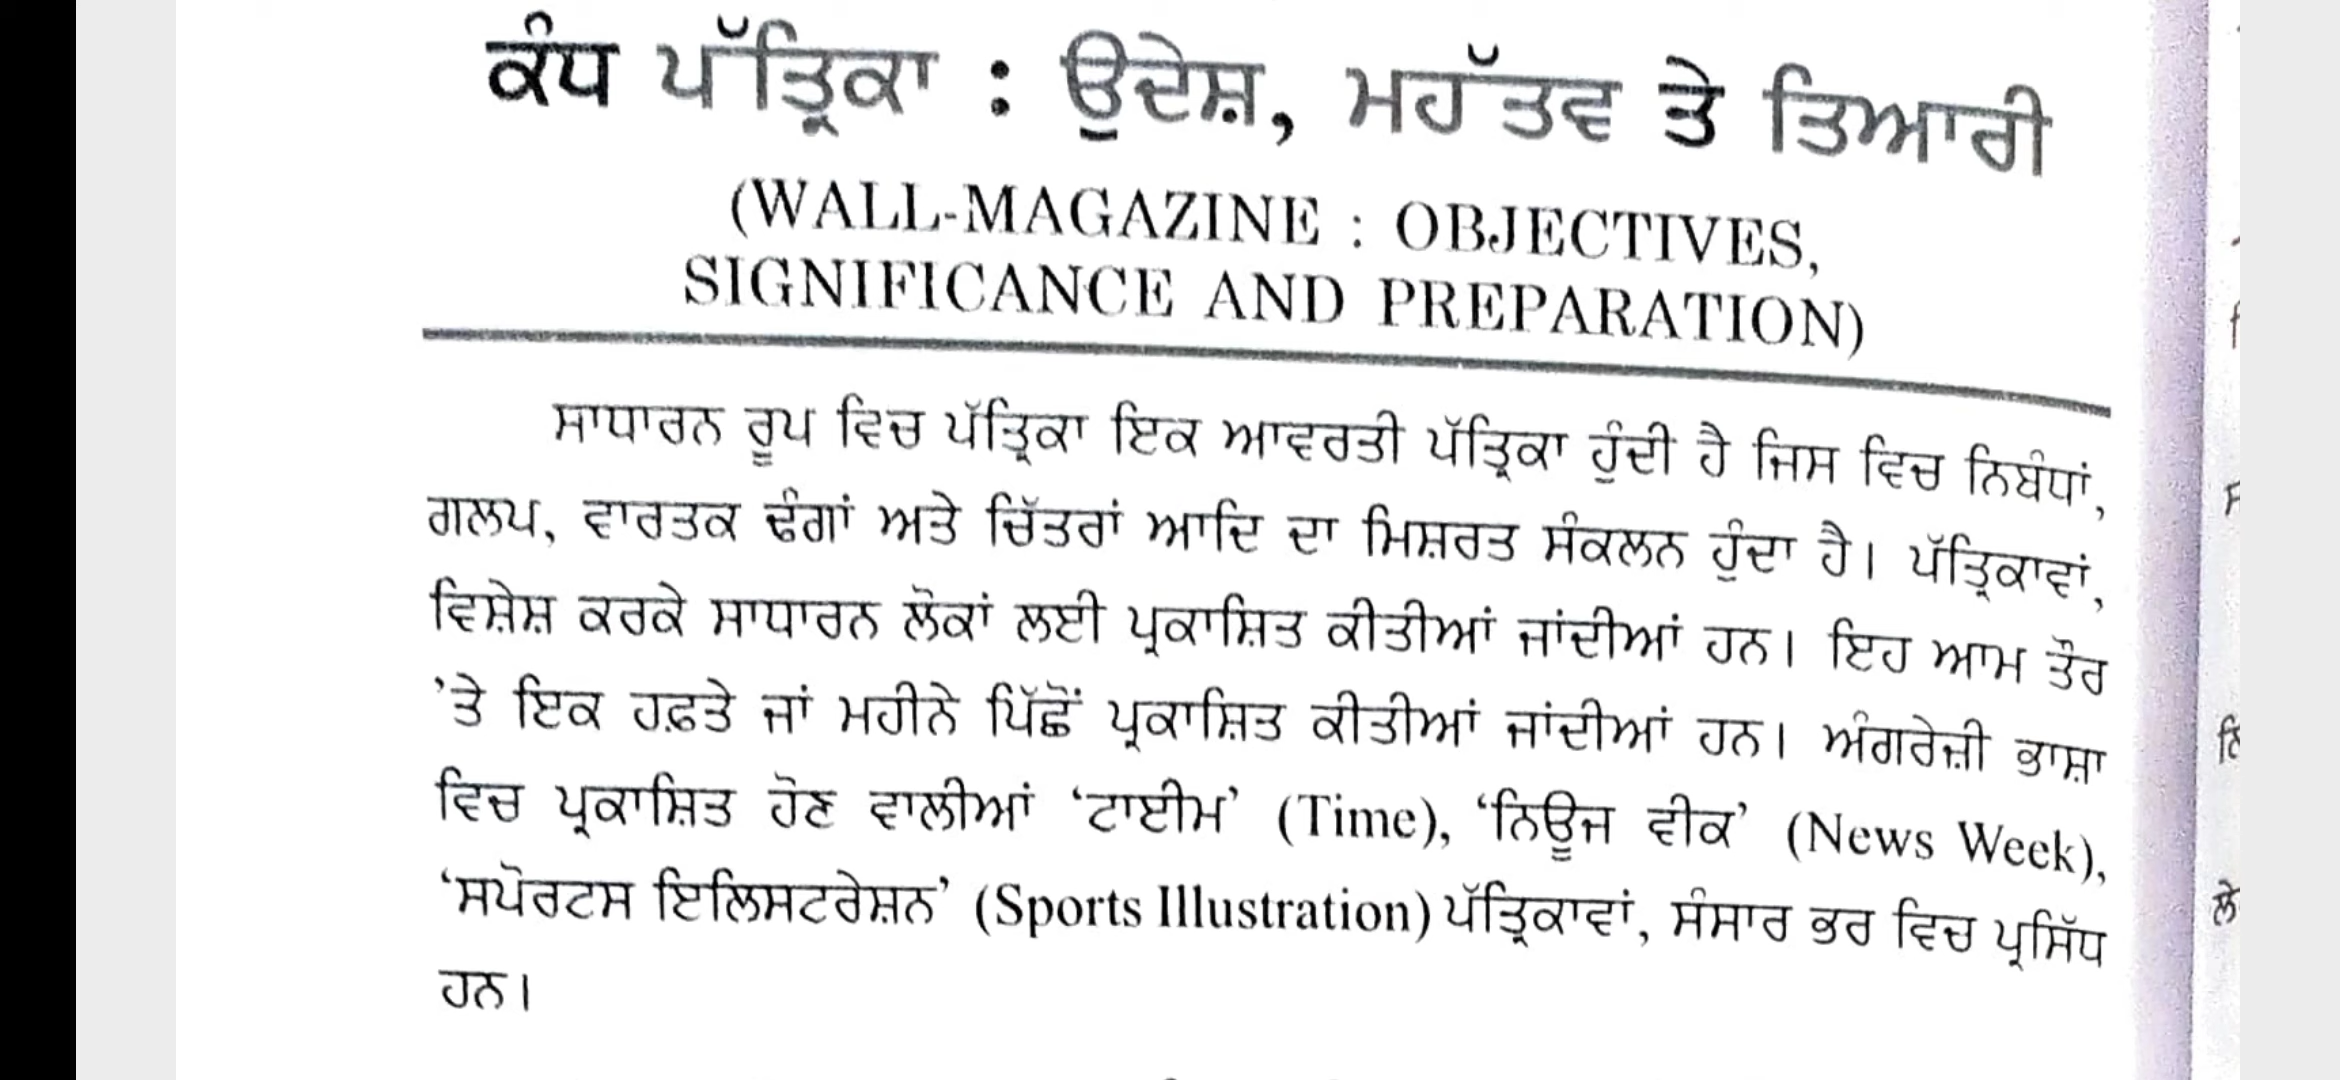 ਕੰਧ ਪੱਤ੍ਰਿਕਾ : ਉਦੇਸ਼, ਮਹੱਤਵ ਤੇ ਤਿਆਰੀ
(WALL-MAGAZINE : OBJECTIVES,
SIGNIFICANCE AND PREPARATION)
ਸਾਧਾਰਨ ਰੂਪ ਵਿਚ ਪੱਤ੍ਰਿਕਾ ਇਕ ਆਵਰਤੀ ਪੱਤ੍ਰਿਕਾ ਹੁੰਦੀ ਹੈ ਜਿਸ ਵਿਚ ਨਿਬੰਧਾਂ,
ਗਲਪ, ਵਾਰਤਕ ਢੰਗਾਂ ਅਤੇ ਚਿੱਤਰਾਂ ਆਦਿ ਦਾ ਮਿਸ਼ਰਤ ਸੰਕਲਨ ਹੁੰਦਾ ਹੈ। ਪੱਤ੍ਰਿਕਾਵਾਂ,
ਵਿਸ਼ੇਸ਼ ਕਰਕੇ ਸਾਧਾਰਨ ਲੋਕਾਂ ਲਈ ਪ੍ਰਕਾਸ਼ਿਤ ਕੀਤੀਆਂ ਜਾਂਦੀਆਂ ਹਨ। ਇਹ ਆਮ ਤੌਰ
'ਤੇ ਇਕ ਹਫ਼ਤੇ ਜਾਂ ਮਹੀਨੇ ਪਿੱਛੋਂ ਪ੍ਰਕਾਸ਼ਿਤ ਕੀਤੀਆਂ ਜਾਂਦੀਆਂ ਹਨ। ਅੰਗਰੇਜ਼ੀ ਭਾਸ਼ਾ
ਵਿਚ ਪ੍ਰਕਾਸ਼ਿਤ ਹੋਣ ਵਾਲੀਆਂ 'ਟਾਈਮ' (Time), 'ਨਿਊਜ ਵੀਕ' (News Week),
'ਸਪੋਰਟਸ ਇਲਿਸਟਰੇਸ਼ਨ' (Sports Illustration) ਪੱਤ੍ਰਿਕਾਵਾਂ, ਸੰਸਾਰ ਭਰ ਵਿਚ ਪ੍ਰਸਿੱਧ
ਹਨ।